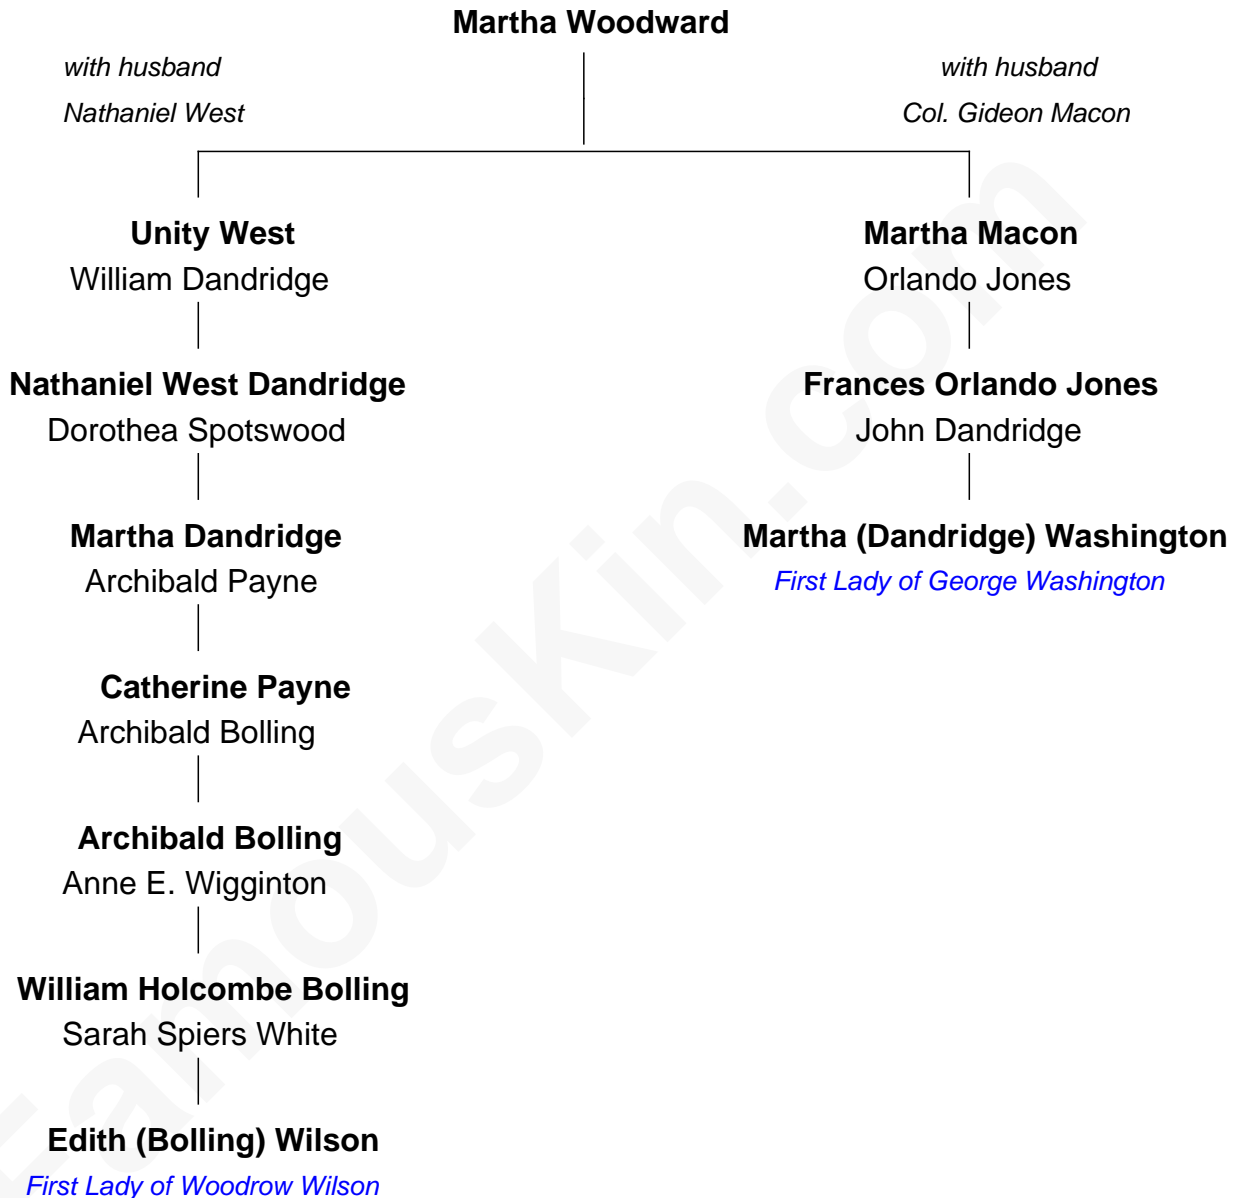 Martha Woodward
with husband
Nathaniel West
with husband
Col. Gideon Macon
Unity West
William Dandridge
Martha Macon
Orlando Jones
Nathaniel West Dandridge
Dorothea Spotswood
Frances Orlando Jones
John Dandridge
Martha Dandridge
Archibald Payne
Martha (Dandridge) Washington
First Lady of George Washington
Catherine Payne
Archibald Bolling
Archibald Bolling
Anne E. Wigginton
William Holcombe Bolling
Sarah Spiers White
Edith (Bolling) Wilson
First Lady of Woodrow Wilson
FamousKin.com